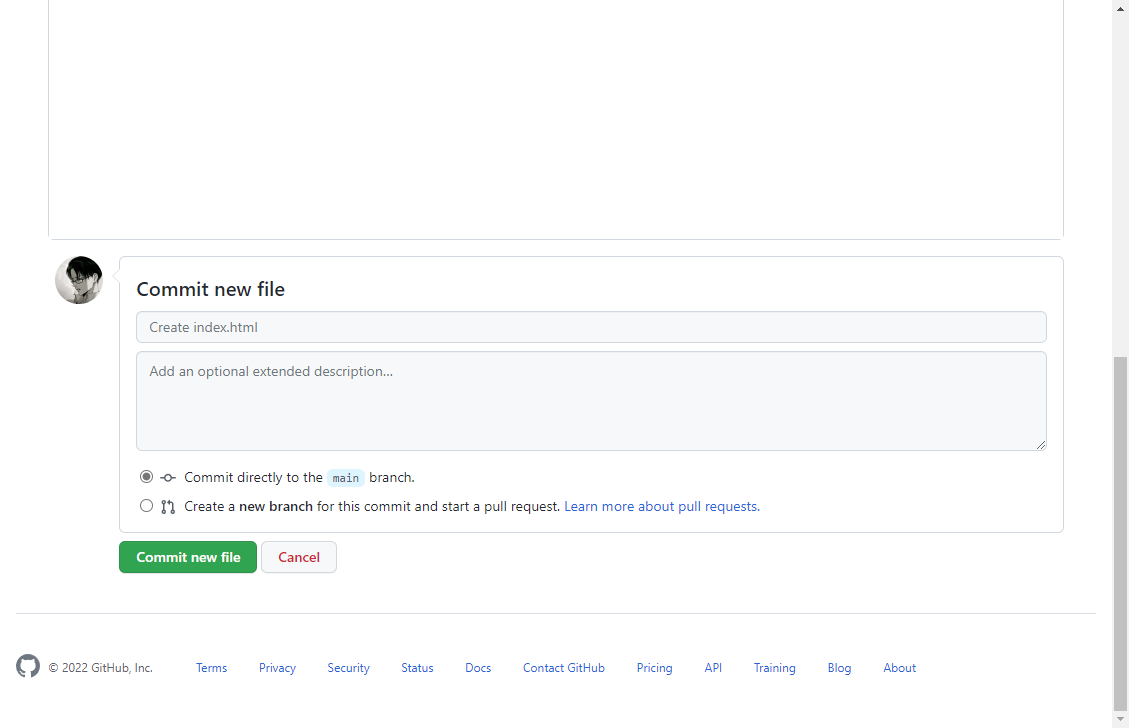 Commit new file
Create index.html
Add an optional extended description...
Commit directly to the main branch.
Create a new branch for this commit and start a pull request. Learn more about pull requests.
Commit new file Cancel
© 2022 GitHub, Inc. Terms Privacy Security Status Docs Contact GitHub Pricing API Training Blog About